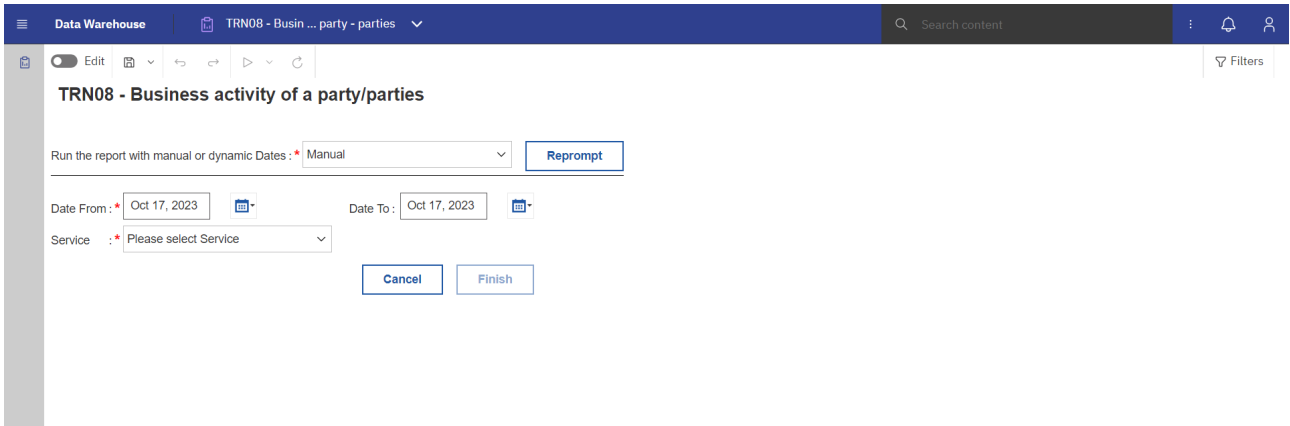 Data Warehouse TRN08 - Busin ... party - parties Search content
Edit Filters
TRN08 - Business activity of a party/parties
Run the report with manual or dynamic Dates : * Manual Reprompt
Date From : * Oct 17, 2023 Date To : Oct 17, 2023
Service : * Please select Service
Cancel Finish